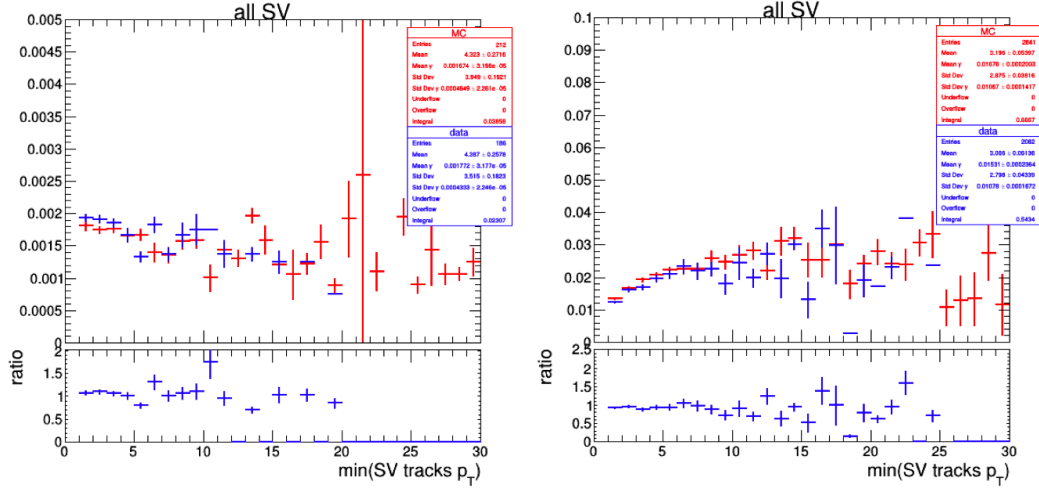 all SV
0.005
0.0045
0.004
0.0035
0.003
0.0025
0.002
0.0015
0.001
0.0005
0
MC
Entries 212
Mean 4.323 ± 0.2716
Mean y 0.001674 ± 3.196e-05
Std Dev 3.949 ± 0.1921
Std Dev y 0.0004649 ± 2.261e-05
Underflow 0
Overflow 0
Integral 0.03858
data
Entries 186
Mean 4.387 ± 0.2578
Mean y 0.001772 ± 3.177e-05
Std Dev 3.515 ± 0.1823
Std Dev y 0.0004333 ± 2.246e-05
Underflow 0
Overflow 0
Integral 0.02307
ratio
2
1.5
1
0.5
0
0 5 10 15 20 25 30
min(SV tracks p_T)
all SV
0.1
0.09
0.08
0.07
0.06
0.05
0.04
0.03
0.02
0.01
0
MC
Entries 2841
Mean
Mean y 0.01676 ± 0.0002003
Std Dev 2.875 ± 0.03816
Std Dev y 0.01067 ± 0.0001417
Underflow 0
Overflow 0
Integral 0.6667
data
Entries 2082
Mean
Mean y 0.01531 ± 0.0002364
Std Dev 2.798 ± 0.04339
Std Dev y 0.01078 ± 0.0001672
Underflow 0
Overflow 0
Integral 0.5434
ratio
2.5
2
1.5
1
0.5
0
0 5 10 15 20 25 30
min(SV tracks p_T)